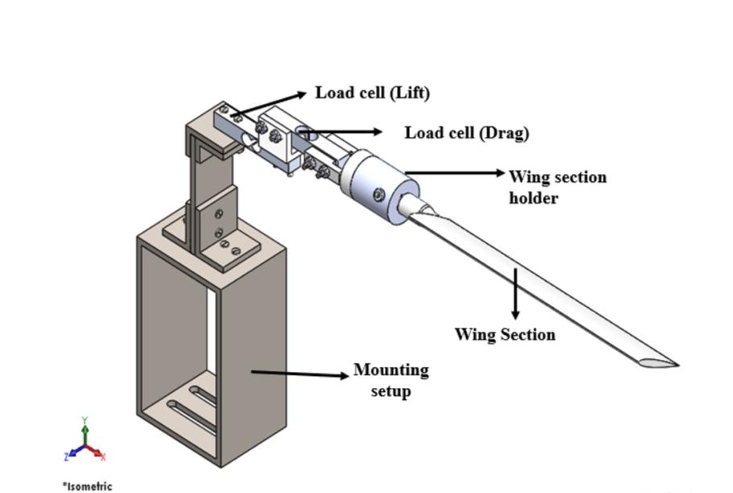 Load cell (Lift)
Load cell (Drag)
Wing section
holder
Wing Section
Mounting
setup
Y
Z
X
*Isometric